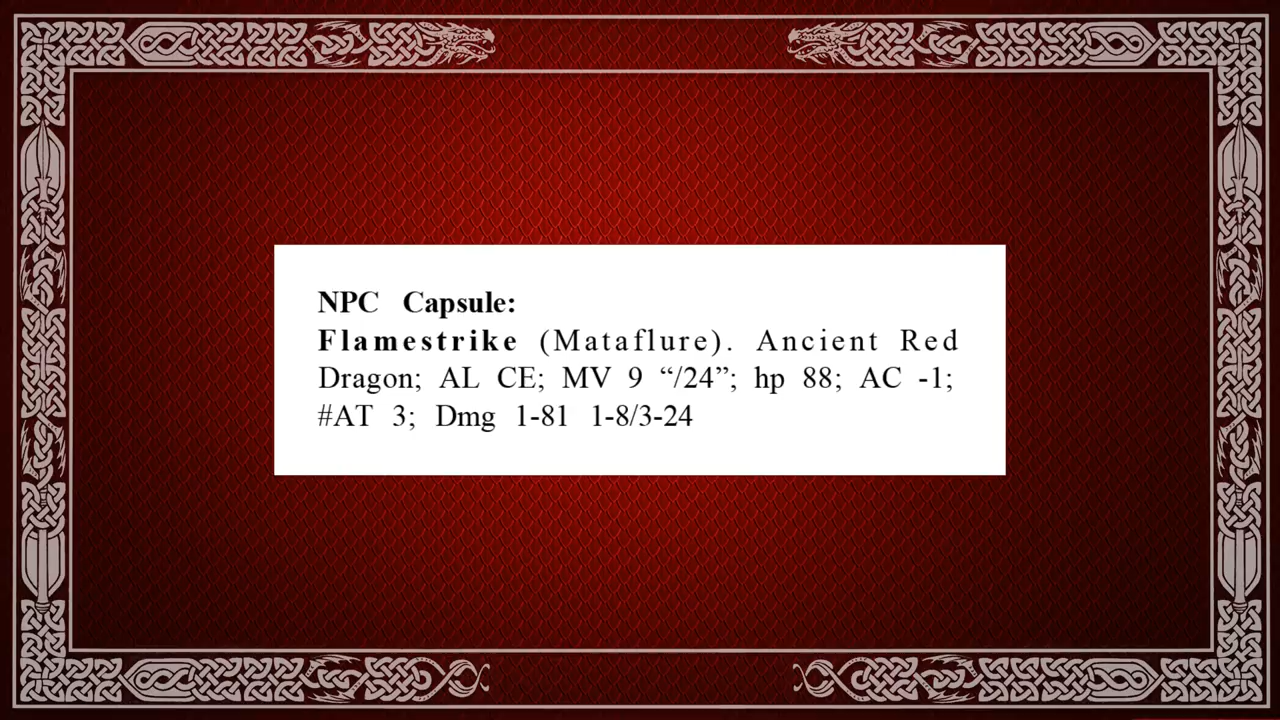 NPC Capsule:
Flamestrike (Mataflure). Ancient Red
Dragon; AL CE; MV 9 “/24”; hp 88; AC -1;
#AT 3; Dmg 1-81 1-8/3-24